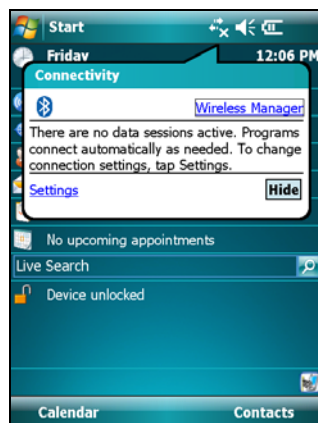 Start
Friday 12:06 PM
Connectivity
Wireless Manager
There are no data sessions active. Programs
connect automatically as needed. To change
connection settings, tap Settings.
Settings Hide
No upcoming appointments
Live Search
Device unlocked
Calendar Contacts